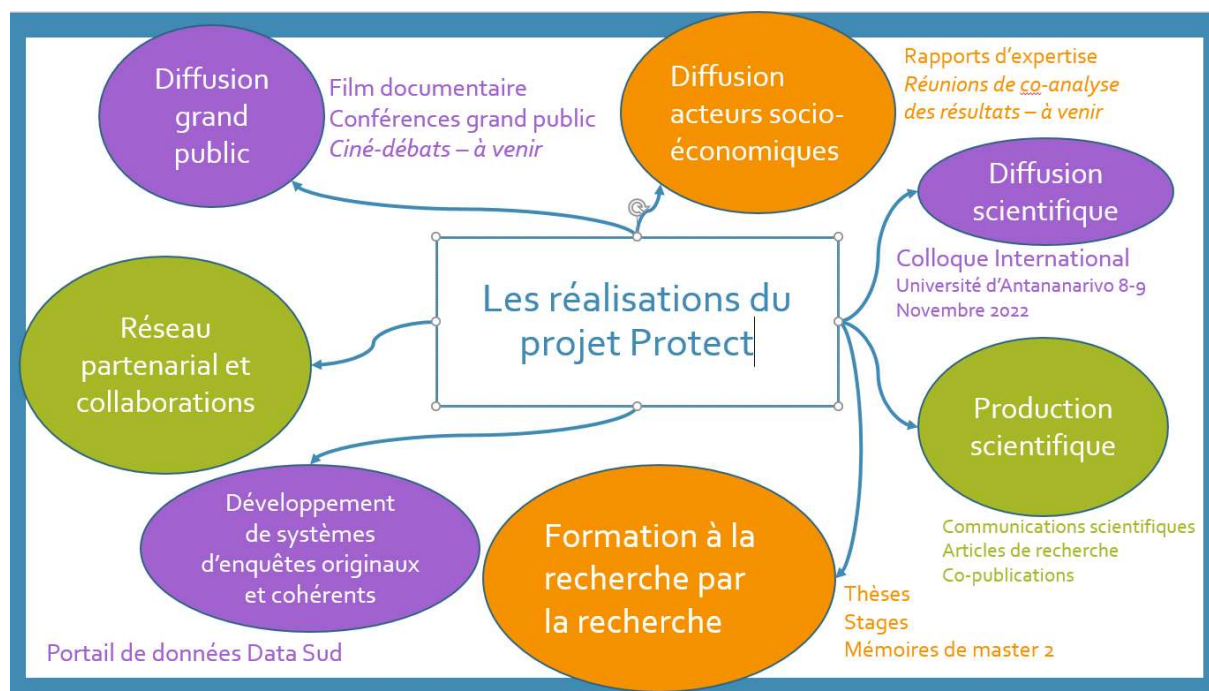 Diffusion
grand
public
Film documentaire
Conférences grand public
Ciné-débats – à venir
Diffusion
acteurs socio-
économiques
Rapports d’expertise
Réunions de co-analyse
des résultats – à venir
Diffusion
scientifique
Colloque International
Université d’Antananarivo 8-9
Novembre 2022
Les réalisations du
projet Protect
Réseau
partenarial et
collaborations
Production
scientifique
Communications scientifiques
Articles de recherche
Co-publications
Développement
de systèmes
d’enquêtes originaux
et cohérents
Portail de données Data Sud
Formation à la
recherche par
la recherche
Thèses
Stages
Mémoires de master 2